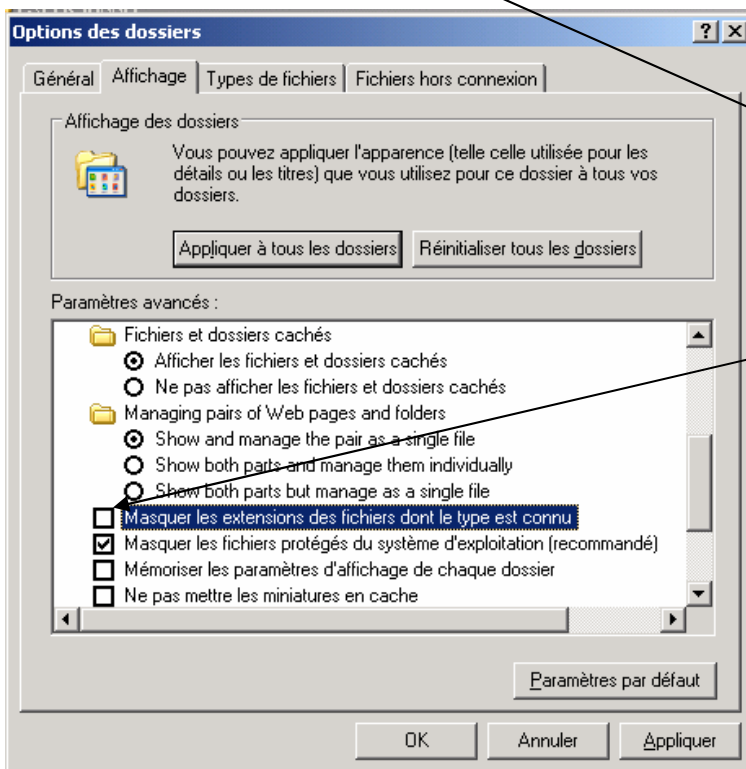 Options des dossiers
Général Affichage Types de fichiers Fichiers hors connexion
Affichage des dossiers
Vous pouvez appliquer l'apparence (telle celle utilisée pour les
détails ou les titres) que vous utilisez pour ce dossier à tous vos
dossiers.
Appliquer à tous les dossiers Réinitialiser tous les dossiers
Paramètres avancés :
Fichiers et dossiers cachés
Afficher les fichiers et dossiers cachés
Ne pas afficher les fichiers et dossiers cachés
Managing pairs of Web pages and folders
Show and manage the pair as a single file
Show both parts and manage them individually
Show both parts but manage as a single file
Masquer les extensions des fichiers dont le type est connu
Masquer les fichiers protégés du système d'exploitation (recommandé)
Mémoriser les paramètres d'affichage de chaque dossier
Ne pas mettre les miniatures en cache
Paramètres par défaut
OK Annuler Appliquer